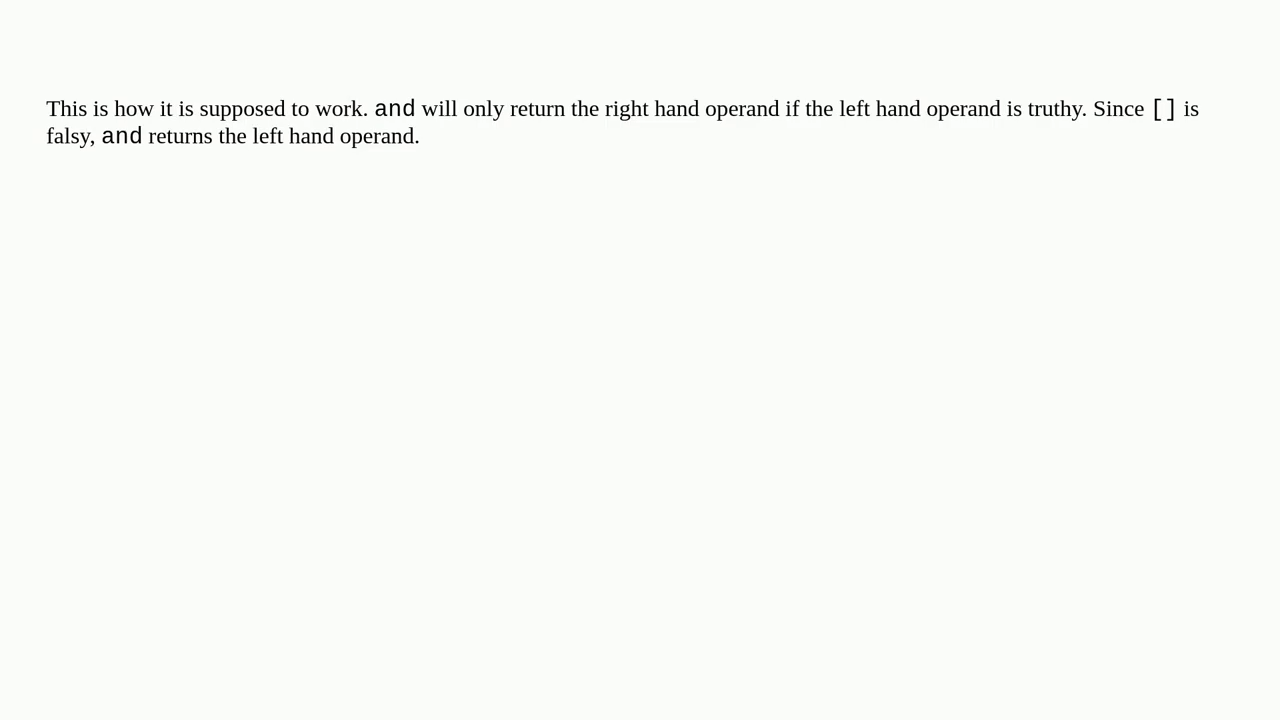 This is how it is supposed to work. and will only return the right hand operand if the left hand operand is truthy. Since [] is
falsy, and returns the left hand operand.